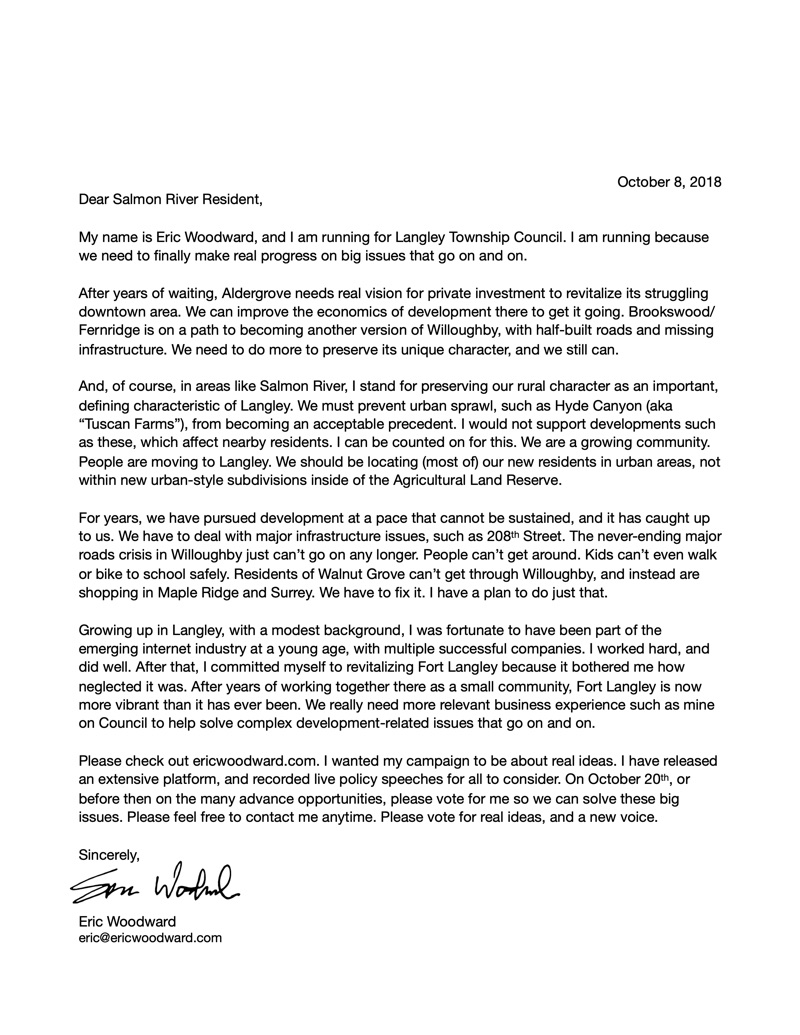 October 8, 2018
Dear Salmon River Resident,
My name is Eric Woodward, and I am running for Langley Township Council. I am running because
we need to finally make real progress on big issues that go on and on.
After years of waiting, Aldergrove needs real vision for private investment to revitalize its struggling
downtown area. We can improve the economics of development there to get it going. Brookswood/
Fernridge is on a path to becoming another version of Willoughby, with half-built roads and missing
infrastructure. We need to do more to preserve its unique character, and we still can.
And, of course, in areas like Salmon River, I stand for preserving our rural character as an important,
defining characteristic of Langley. We must prevent urban sprawl, such as Hyde Canyon (aka
“Tuscan Farms”), from becoming an acceptable precedent. I would not support developments such
as these, which affect nearby residents. I can be counted on for this. We are a growing community.
People are moving to Langley. We should be locating (most of) our new residents in urban areas, not
within new urban-style subdivisions inside of the Agricultural Land Reserve.
For years, we have pursued development at a pace that cannot be sustained, and it has caught up
to us. We have to deal with major infrastructure issues, such as 208th Street. The never-ending major
roads crisis in Willoughby just can’t go on any longer. People can’t get around. Kids can’t even walk
or bike to school safely. Residents of Walnut Grove can’t get through Willoughby, and instead are
shopping in Maple Ridge and Surrey. We have to fix it. I have a plan to do just that.
Growing up in Langley, with a modest background, I was fortunate to have been part of the
emerging internet industry at a young age, with multiple successful companies. I worked hard, and
did well. After that, I committed myself to revitalizing Fort Langley because it bothered me how
neglected it was. After years of working together there as a small community, Fort Langley is now
more vibrant than it has ever been. We really need more relevant business experience such as mine
on Council to help solve complex development-related issues that go on and on.
Please check out ericwoodward.com. I wanted my campaign to be about real ideas. I have released
an extensive platform, and recorded live policy speeches for all to consider. On October 20th, or
before then on the many advance opportunities, please vote for me so we can solve these big
issues. Please feel free to contact me anytime. Please vote for real ideas, and a new voice.
Sincerely,
Eric Woodward
eric@ericwoodward.com